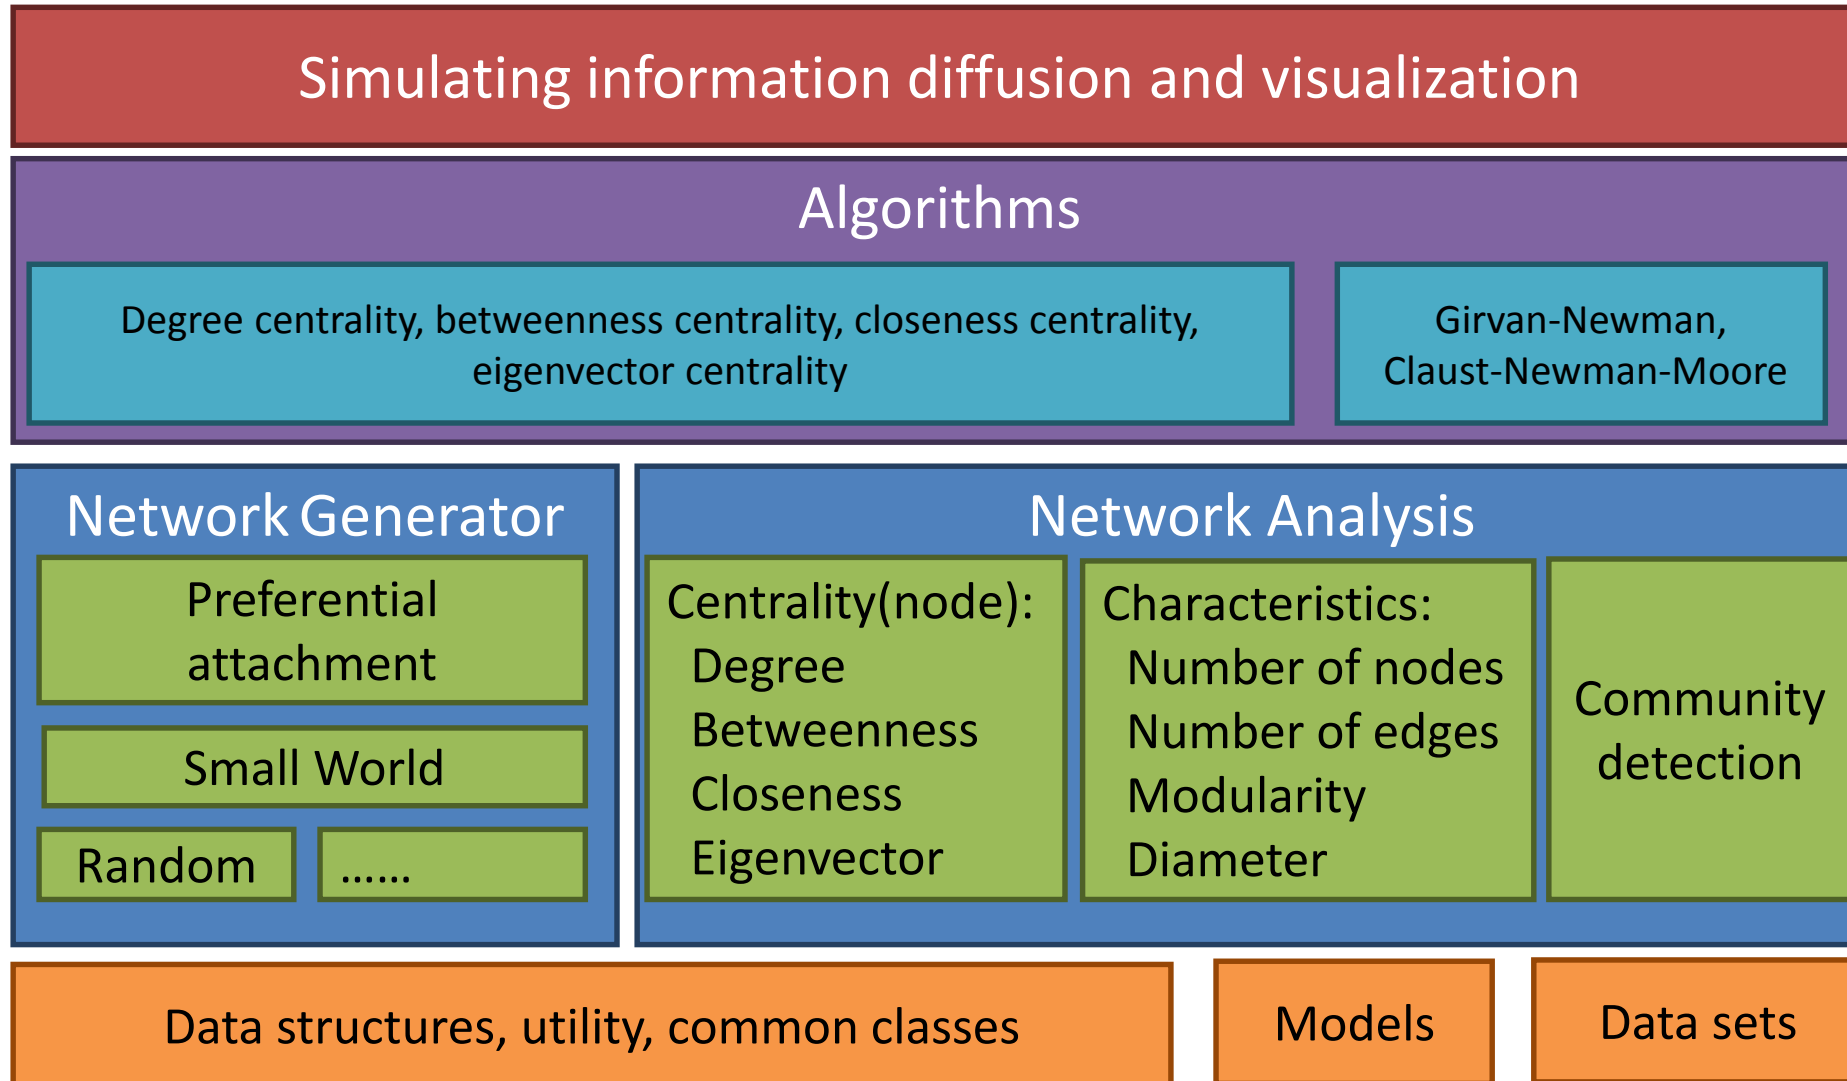 Simulating information diffusion and visualization
Algorithms
Degree centrality, betweenness centrality, closeness centrality,
eigenvector centrality
Girvan-Newman,
Claust-Newman-Moore
Network Generator
Preferential
attachment
Small World
Random
......
Network Analysis
Centrality(node):
Degree
Betweenness
Closeness
Eigenvector
Characteristics:
Number of nodes
Number of edges
Modularity
Diameter
Community
detection
Data structures, utility, common classes
Models
Data sets